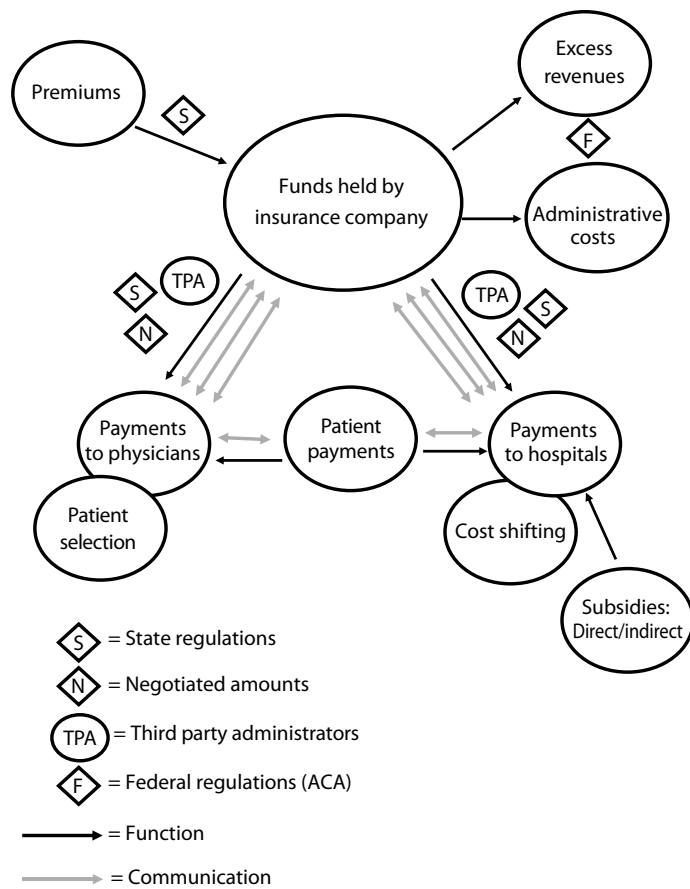 Premiums
S
Excess
revenues
F
Funds held by
insurance company
Administrative
costs
S
TPA
N
TPA
S
N
Payments
to physicians
Patient
payments
Payments
to hospitals
Patient
selection
Cost shifting
Subsidies:
Direct/indirect
S = State regulations
N = Negotiated amounts
TPA = Third party administrators
F = Federal regulations (ACA)
= Function
= Communication